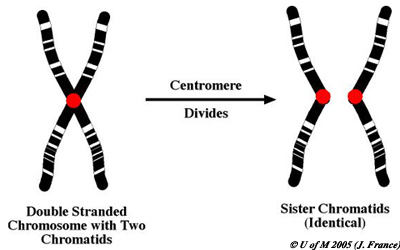 Centromere
Divides
Double Stranded
Chromosome with Two
Chromatids
Sister Chromatids
(Identical)
© U of M 2005 (J. France)